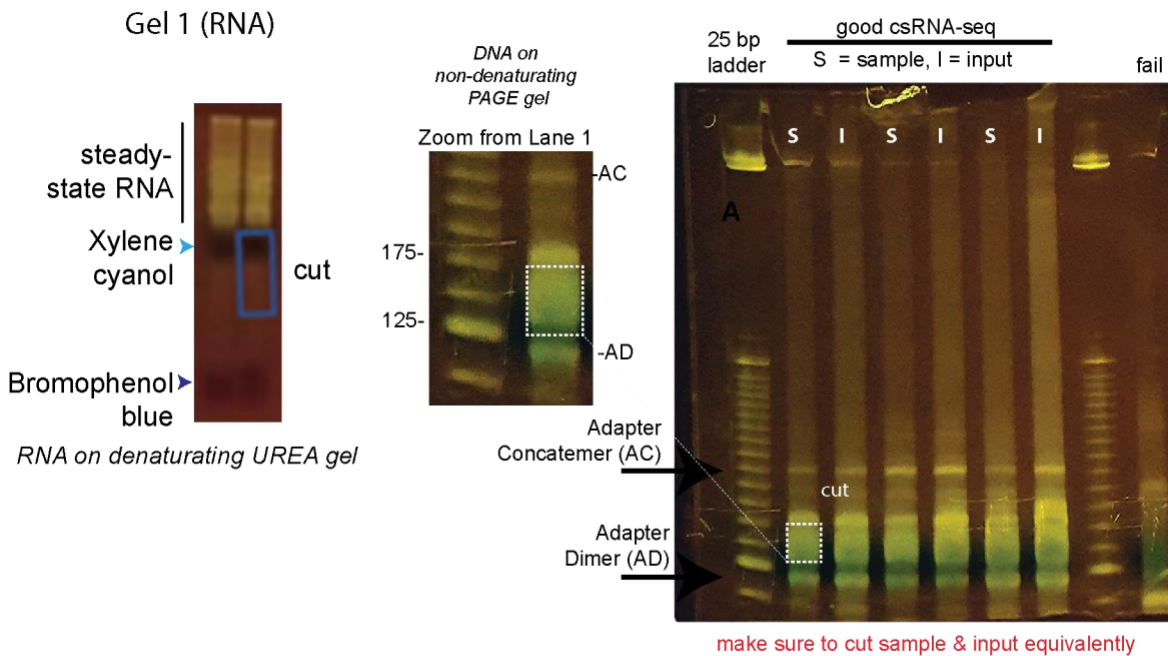 Gel 1 (RNA)
steady-
state RNA
Xylene
cyanol
cut
Bromophenol
blue
RNA on denaturating UREA gel
DNA on
non-denaturating
PAGE gel
Zoom from Lane 1
-AC
175-
125-
-AD
Adapter
Concatemer (AC)
Adapter
Dimer (AD)
25 bp
ladder
good csRNA-seq
S = sample, I = input
fail
S I S I S I
A
cut
make sure to cut sample & input equivalently